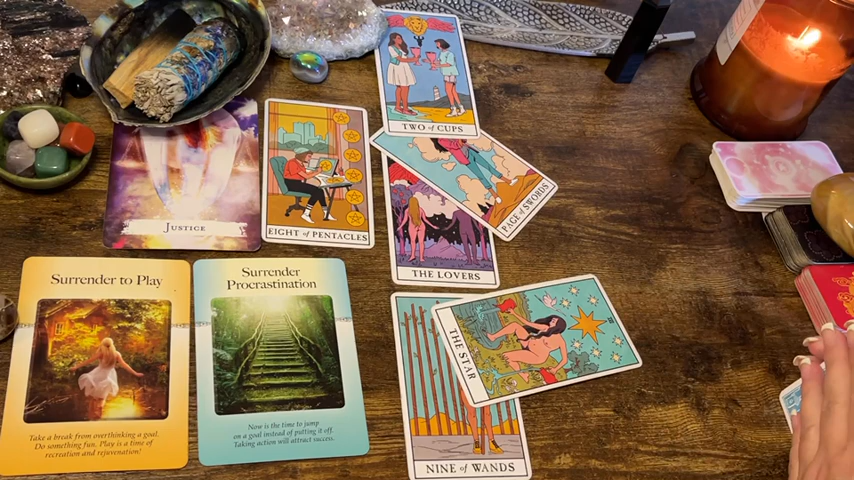 TWO of CUPS
JUSTICE
EIGHT of PENTACLES
PAGE of SWORDS
THE LOVERS
Surrender to Play
Take a break from overthinking a goal.
Do something fun. Play is a time of
recreation and rejuvenation!
Surrender
Procrastination
Now is the time to jump
on a goal instead of putting it off.
Taking action will attract success.
THE STAR
NINE of WANDS